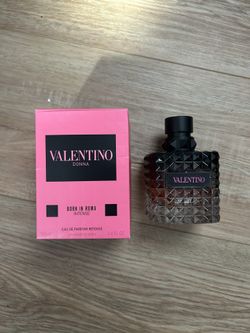 VALENTINO
DONNA
BORN IN ROMA
INTENSE
EAU DE PARFUM INTENSE
VALENTINO